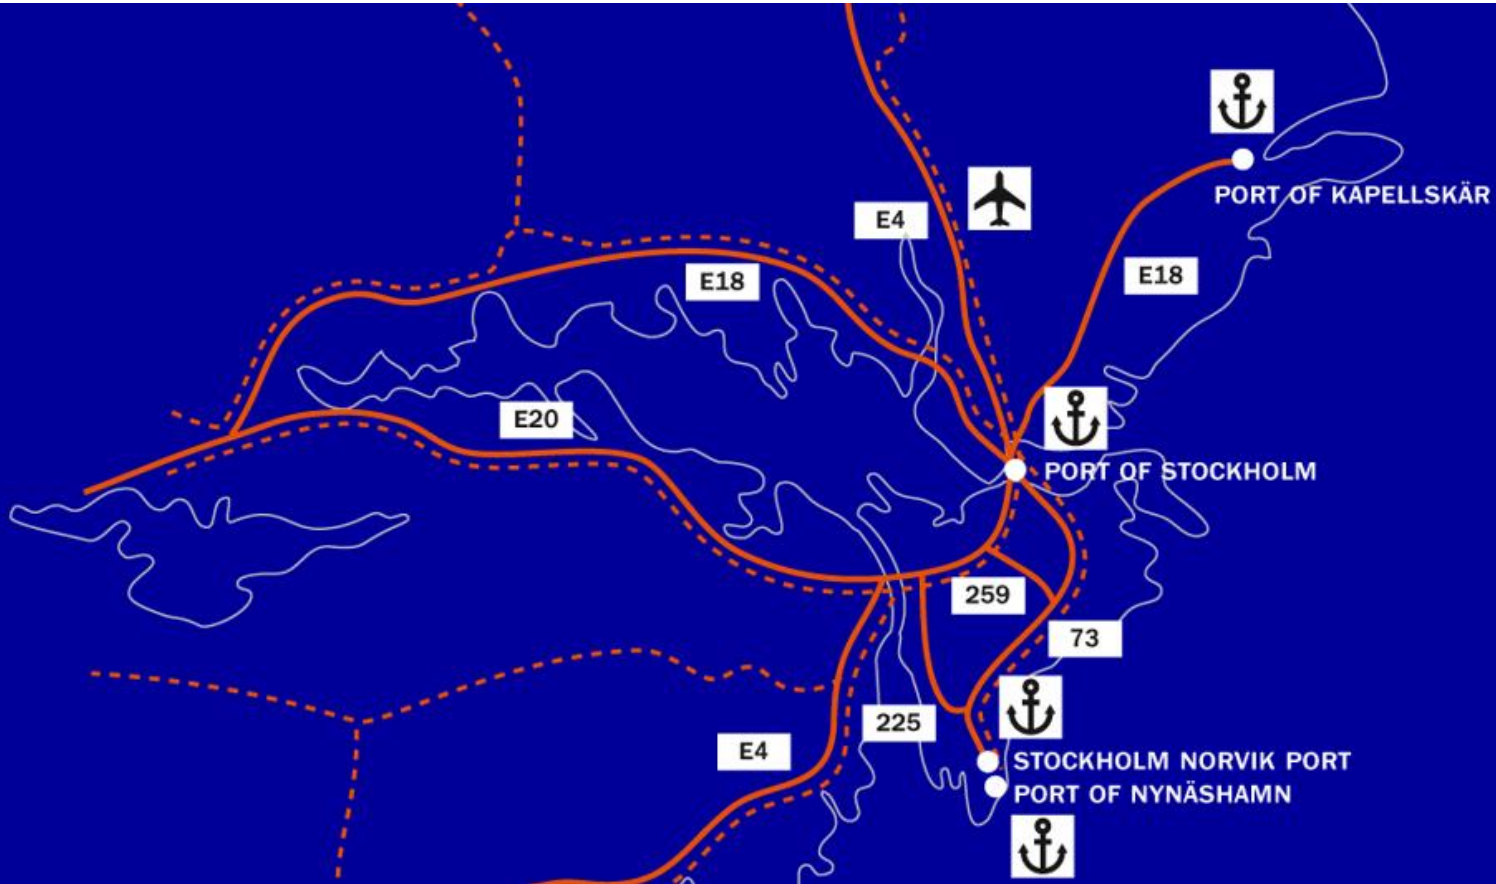 PORT OF KAPELLSKÄR
E4
E18
E18
E20
PORT OF STOCKHOLM
259
73
225
E4
STOCKHOLM NORVIK PORT
PORT OF NYNÄSHAMN